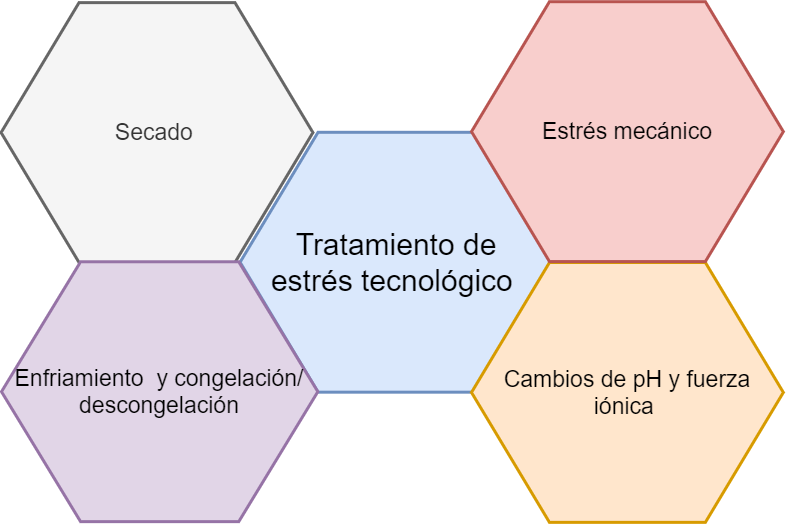 Secado
Estrés mecánico
Tratamiento de
estrés tecnológico
Enfriamiento y congelación/
descongelación
Cambios de pH y fuerza
iónica